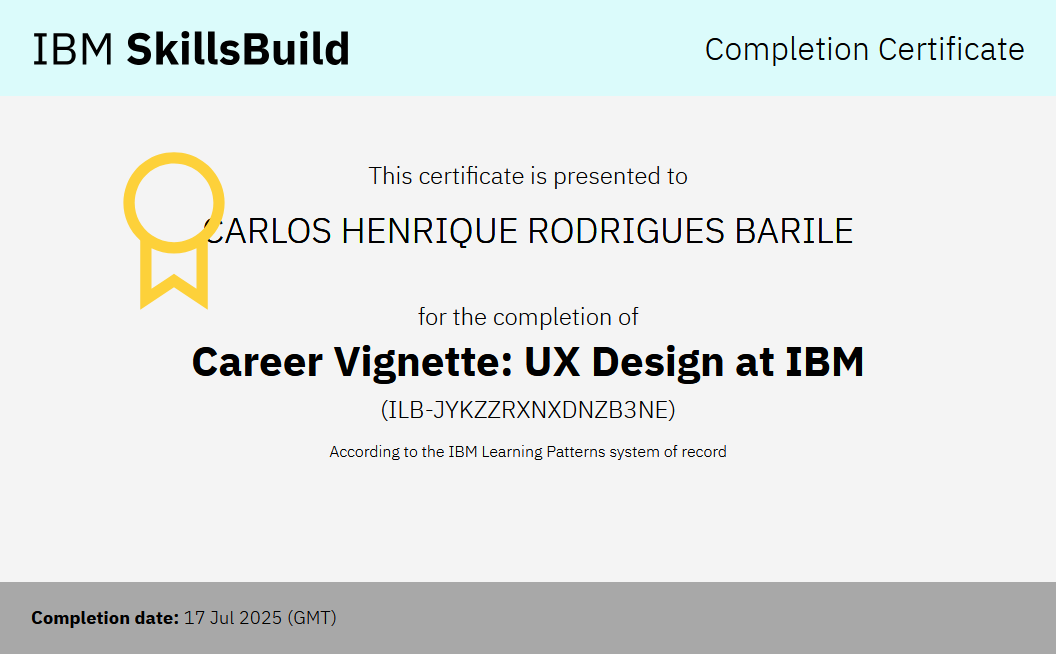 IBM SkillsBuild
Completion Certificate
This certificate is presented to
CARLOS HENRIQUE RODRIGUES BARILE
for the completion of
Career Vignette: UX Design at IBM
(ILB-JYKZZRXNXDNZB3NE)
According to the IBM Learning Patterns system of record
Completion date: 17 Jul 2025 (GMT)